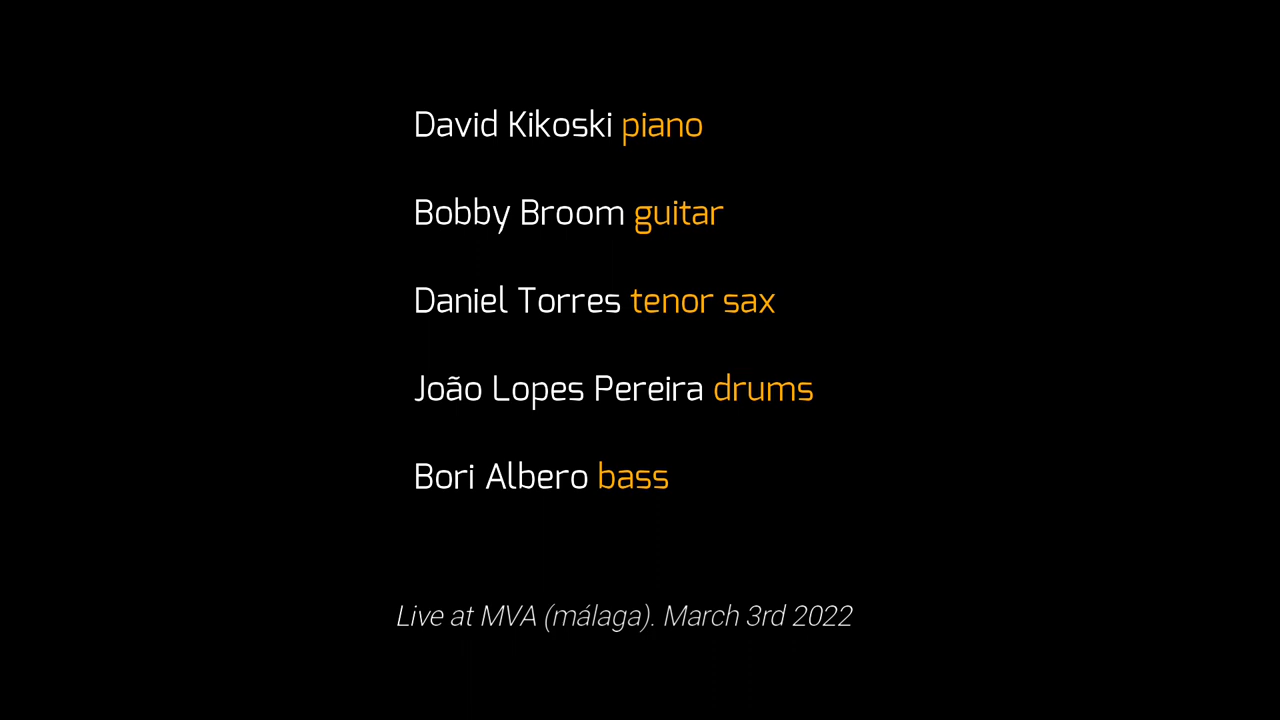 David Kikoski piano
Bobby Broom guitar
Daniel Torres tenor sax
João Lopes Pereira drums
Bori Albero bass
Live at MVA (málaga). March 3rd 2022